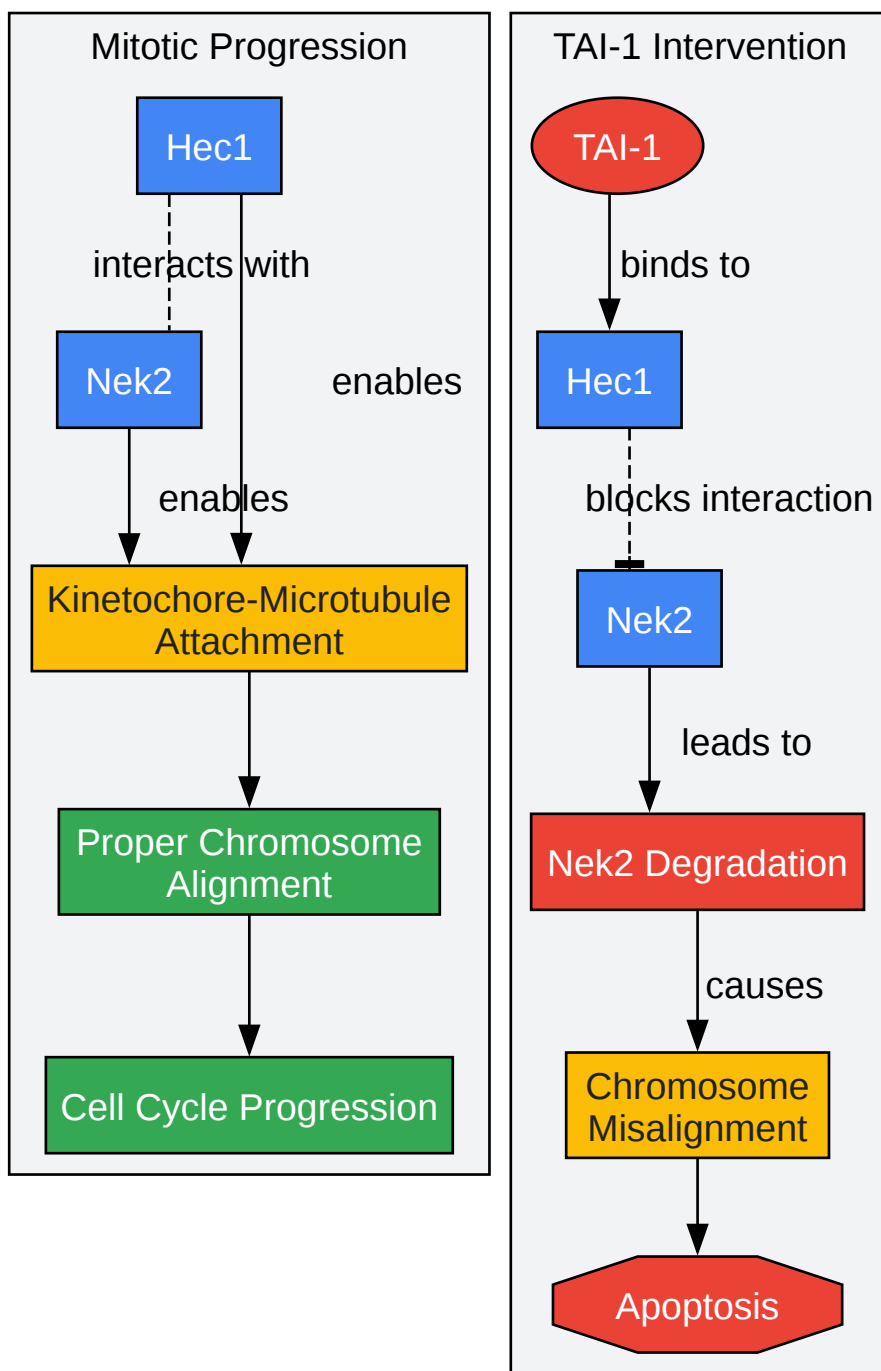 Mitotic Progression
Hec1
interacts with
Nek2
enables
enables
Kinetochore-Microtubule
Attachment
Proper Chromosome
Alignment
Cell Cycle Progression
TAI-1 Intervention
TAI-1
binds to
Hec1
blocks interaction
Nek2
leads to
Nek2 Degradation
causes
Chromosome
Misalignment
Apoptosis